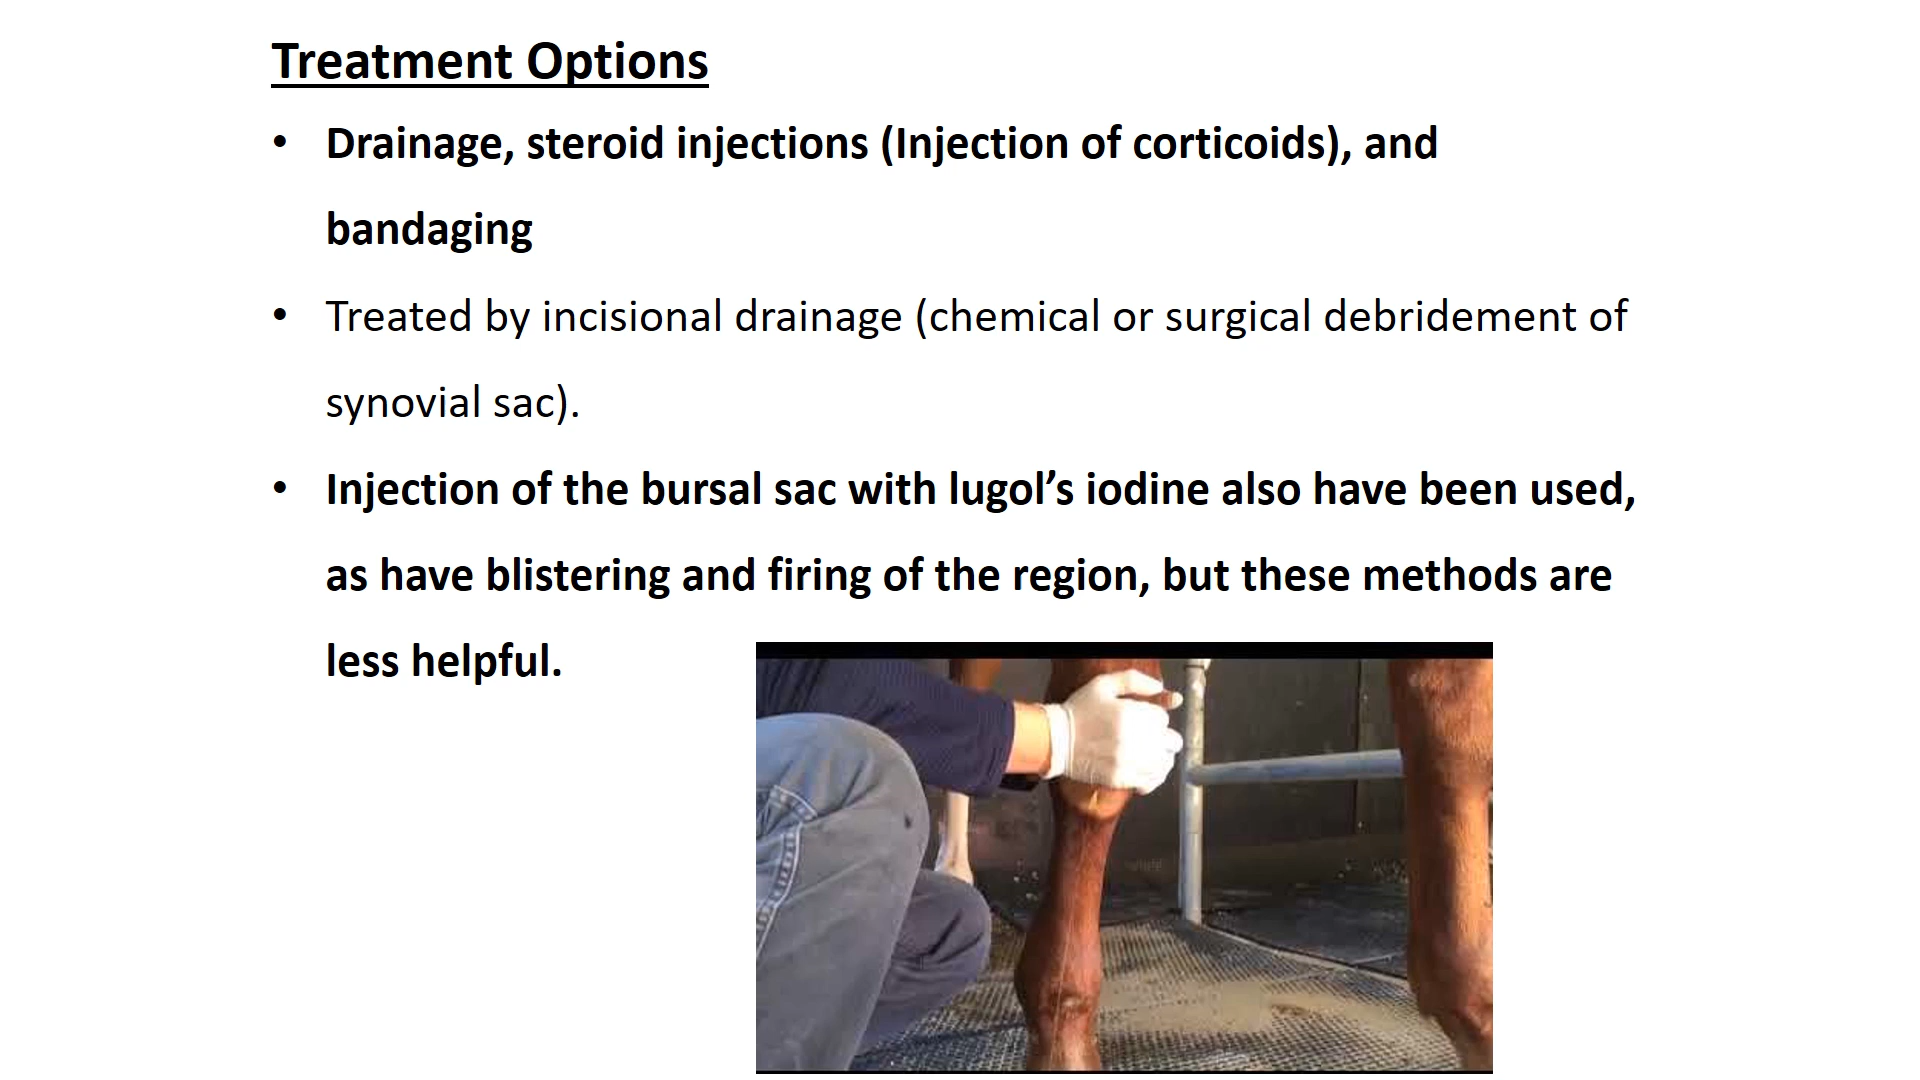 Treatment Options
• Drainage, steroid injections (Injection of corticoids), and
bandaging
• Treated by incisional drainage (chemical or surgical debridement of
synovial sac).
• Injection of the bursal sac with lugol’s iodine also have been used,
as have blistering and firing of the region, but these methods are
less helpful.